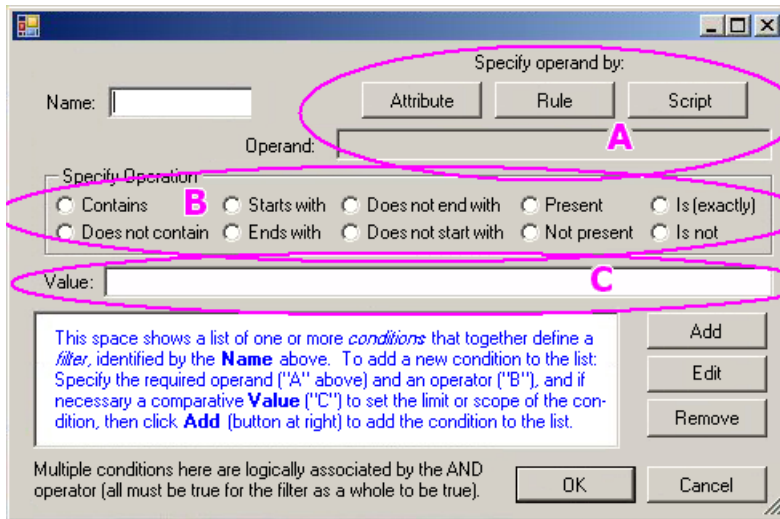 Specify operand by:
Name:
Attribute
Rule
Script
A
Operand:
Specify Operation
B
Contains
Starts with
Does not end with
Present
Is (exactly)
Does not contain
Ends with
Does not start with
Not present
Is not
Value:
C
This space shows a list of one or more conditions that together define a
filter, identified by the Name above. To add a new condition to the list:
Specify the required operand ("A" above) and an operator ("B"), and if
necessary a comparative Value ("C") to set the limit or scope of the con-
dition, then click Add (button at right) to add the condition to the list.
Add
Edit
Remove
Multiple conditions here are logically associated by the AND
operator (all must be true for the filter as a whole to be true).
OK
Cancel